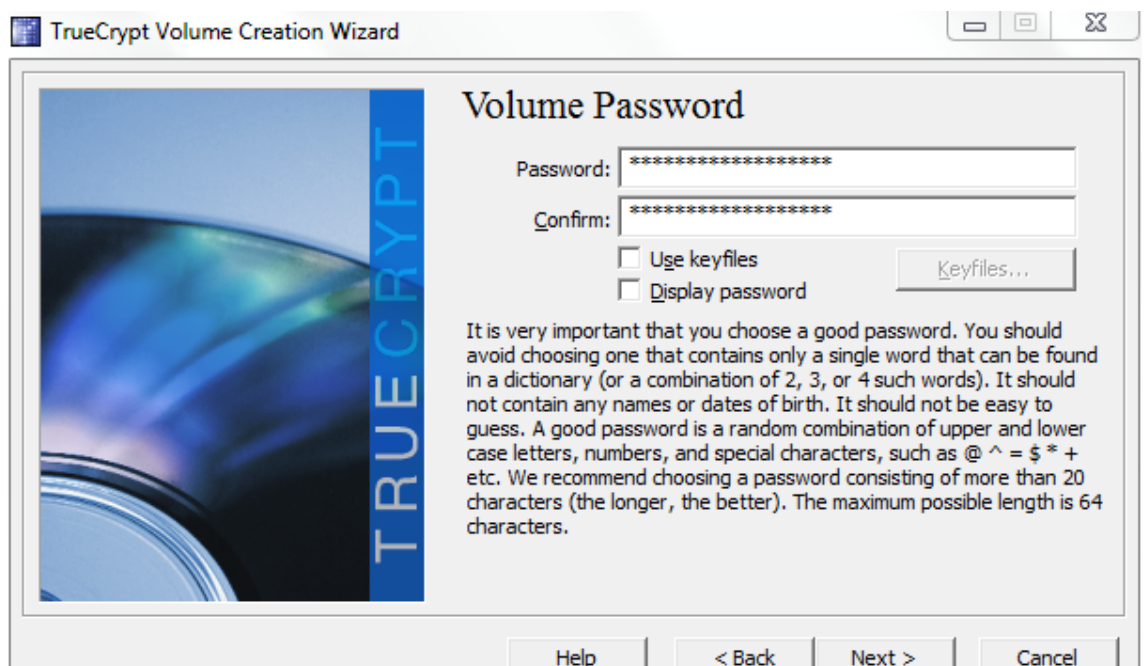 TrueCrypt Volume Creation Wizard
TRUECRYPT
Volume Password
Password: ******************
Confirm: ******************
Use keyfiles
Keyfiles...
Display password
It is very important that you choose a good password. You should
avoid choosing one that contains only a single word that can be found
in a dictionary (or a combination of 2, 3, or 4 such words). It should
not contain any names or dates of birth. It should not be easy to
guess. A good password is a random combination of upper and lower
case letters, numbers, and special characters, such as @ ^ = $ * +
etc. We recommend choosing a password consisting of more than 20
characters (the longer, the better). The maximum possible length is 64
characters.
Help < Back Next > Cancel